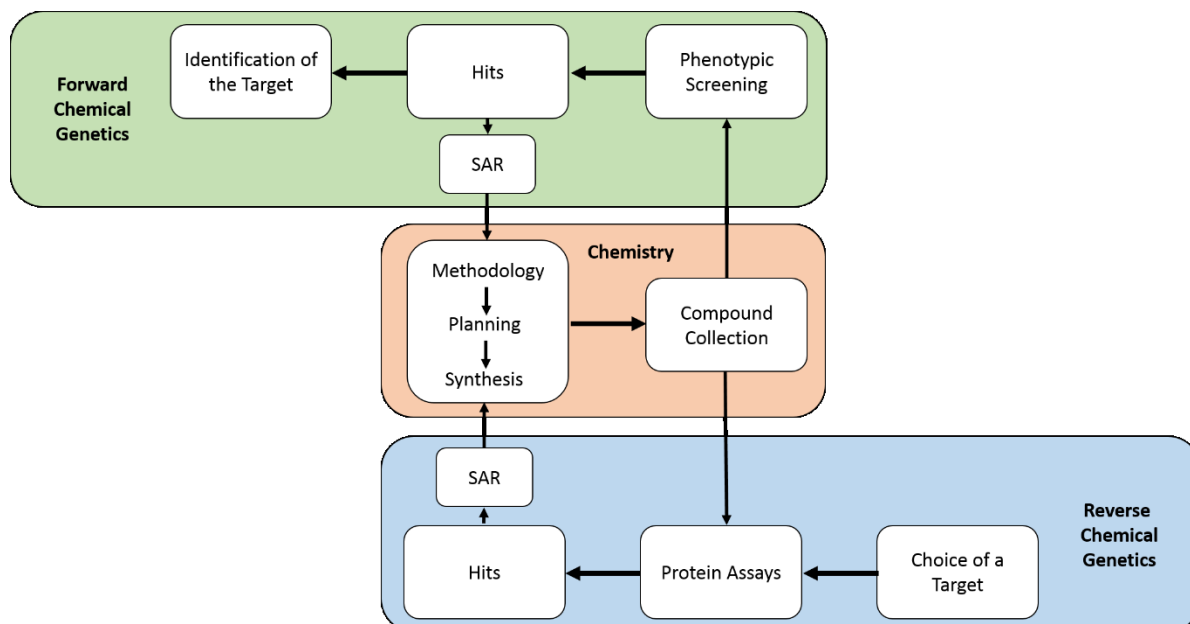 Identification of
the Target
Hits
Phenotypic
Screening
Forward
Chemical
Genetics
SAR
Chemistry
Methodology
Planning
Synthesis
Compound
Collection
SAR
Hits
Protein Assays
Choice of a
Target
Reverse
Chemical
Genetics